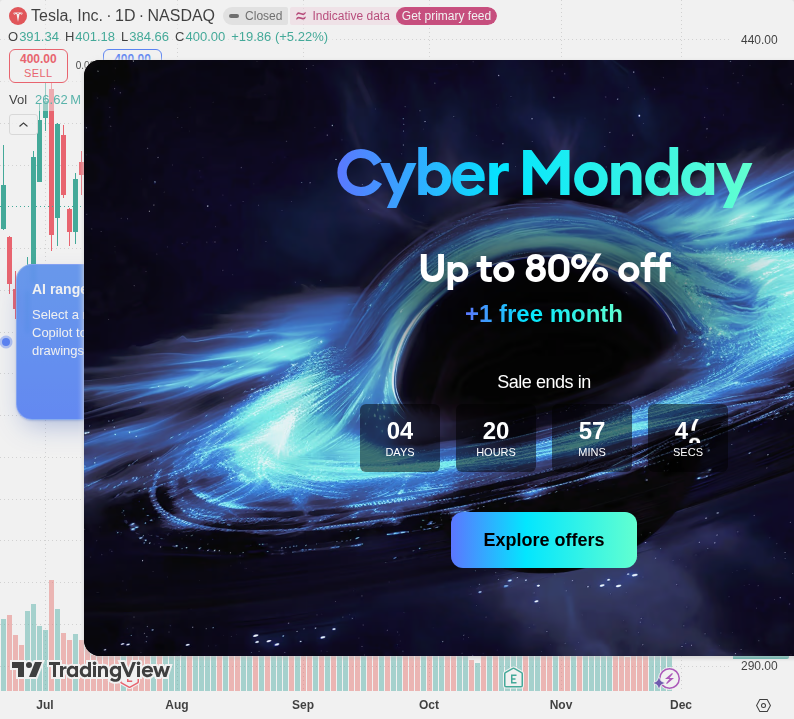 Tesla, Inc. · 1D · NASDAQ
Closed
Indicative data
Get primary feed
O391.34 H401.18 L384.66 C400.00 +19.86 (+5.22%)
440.00
400.00
SELL
Vol 26.62 M
Cyber Monday
Up to 80% off
+1 free month
AI range
Select a
Copilot to
drawings
Sale ends in
04
DAYS
20
HOURS
57
MINS
SECS
Explore offers
TradingView
E
290.00
Jul
Aug
Sep
Oct
Nov
Dec